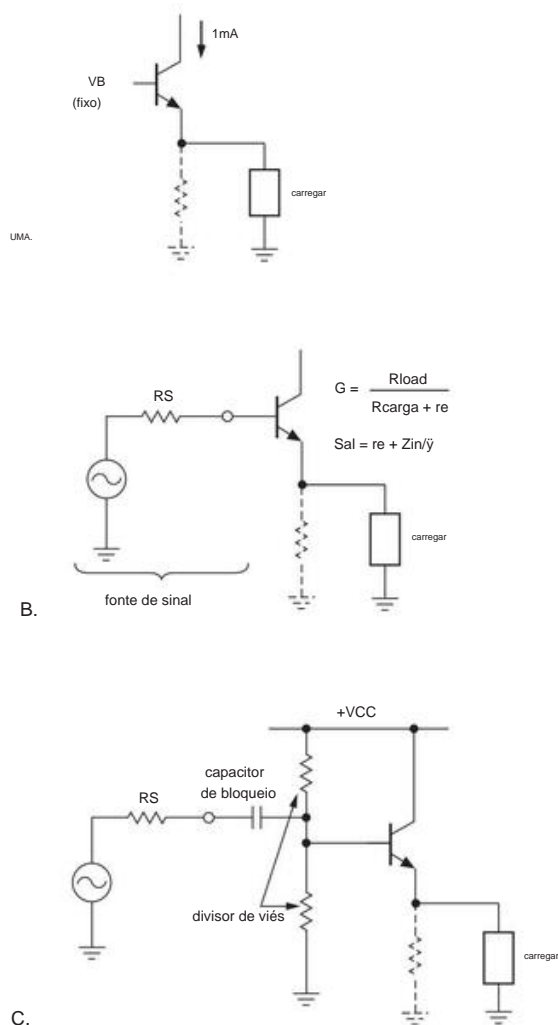 1mA
VB
(fixo)
carregar
UMA.
RS
G = Rload
Rcarga + re
Sal = re + Zin/ÿ
carregar
fonte de sinal
B.
+VCC
capacitor
de bloqueio
RS
divisor de viés
carregar
C.